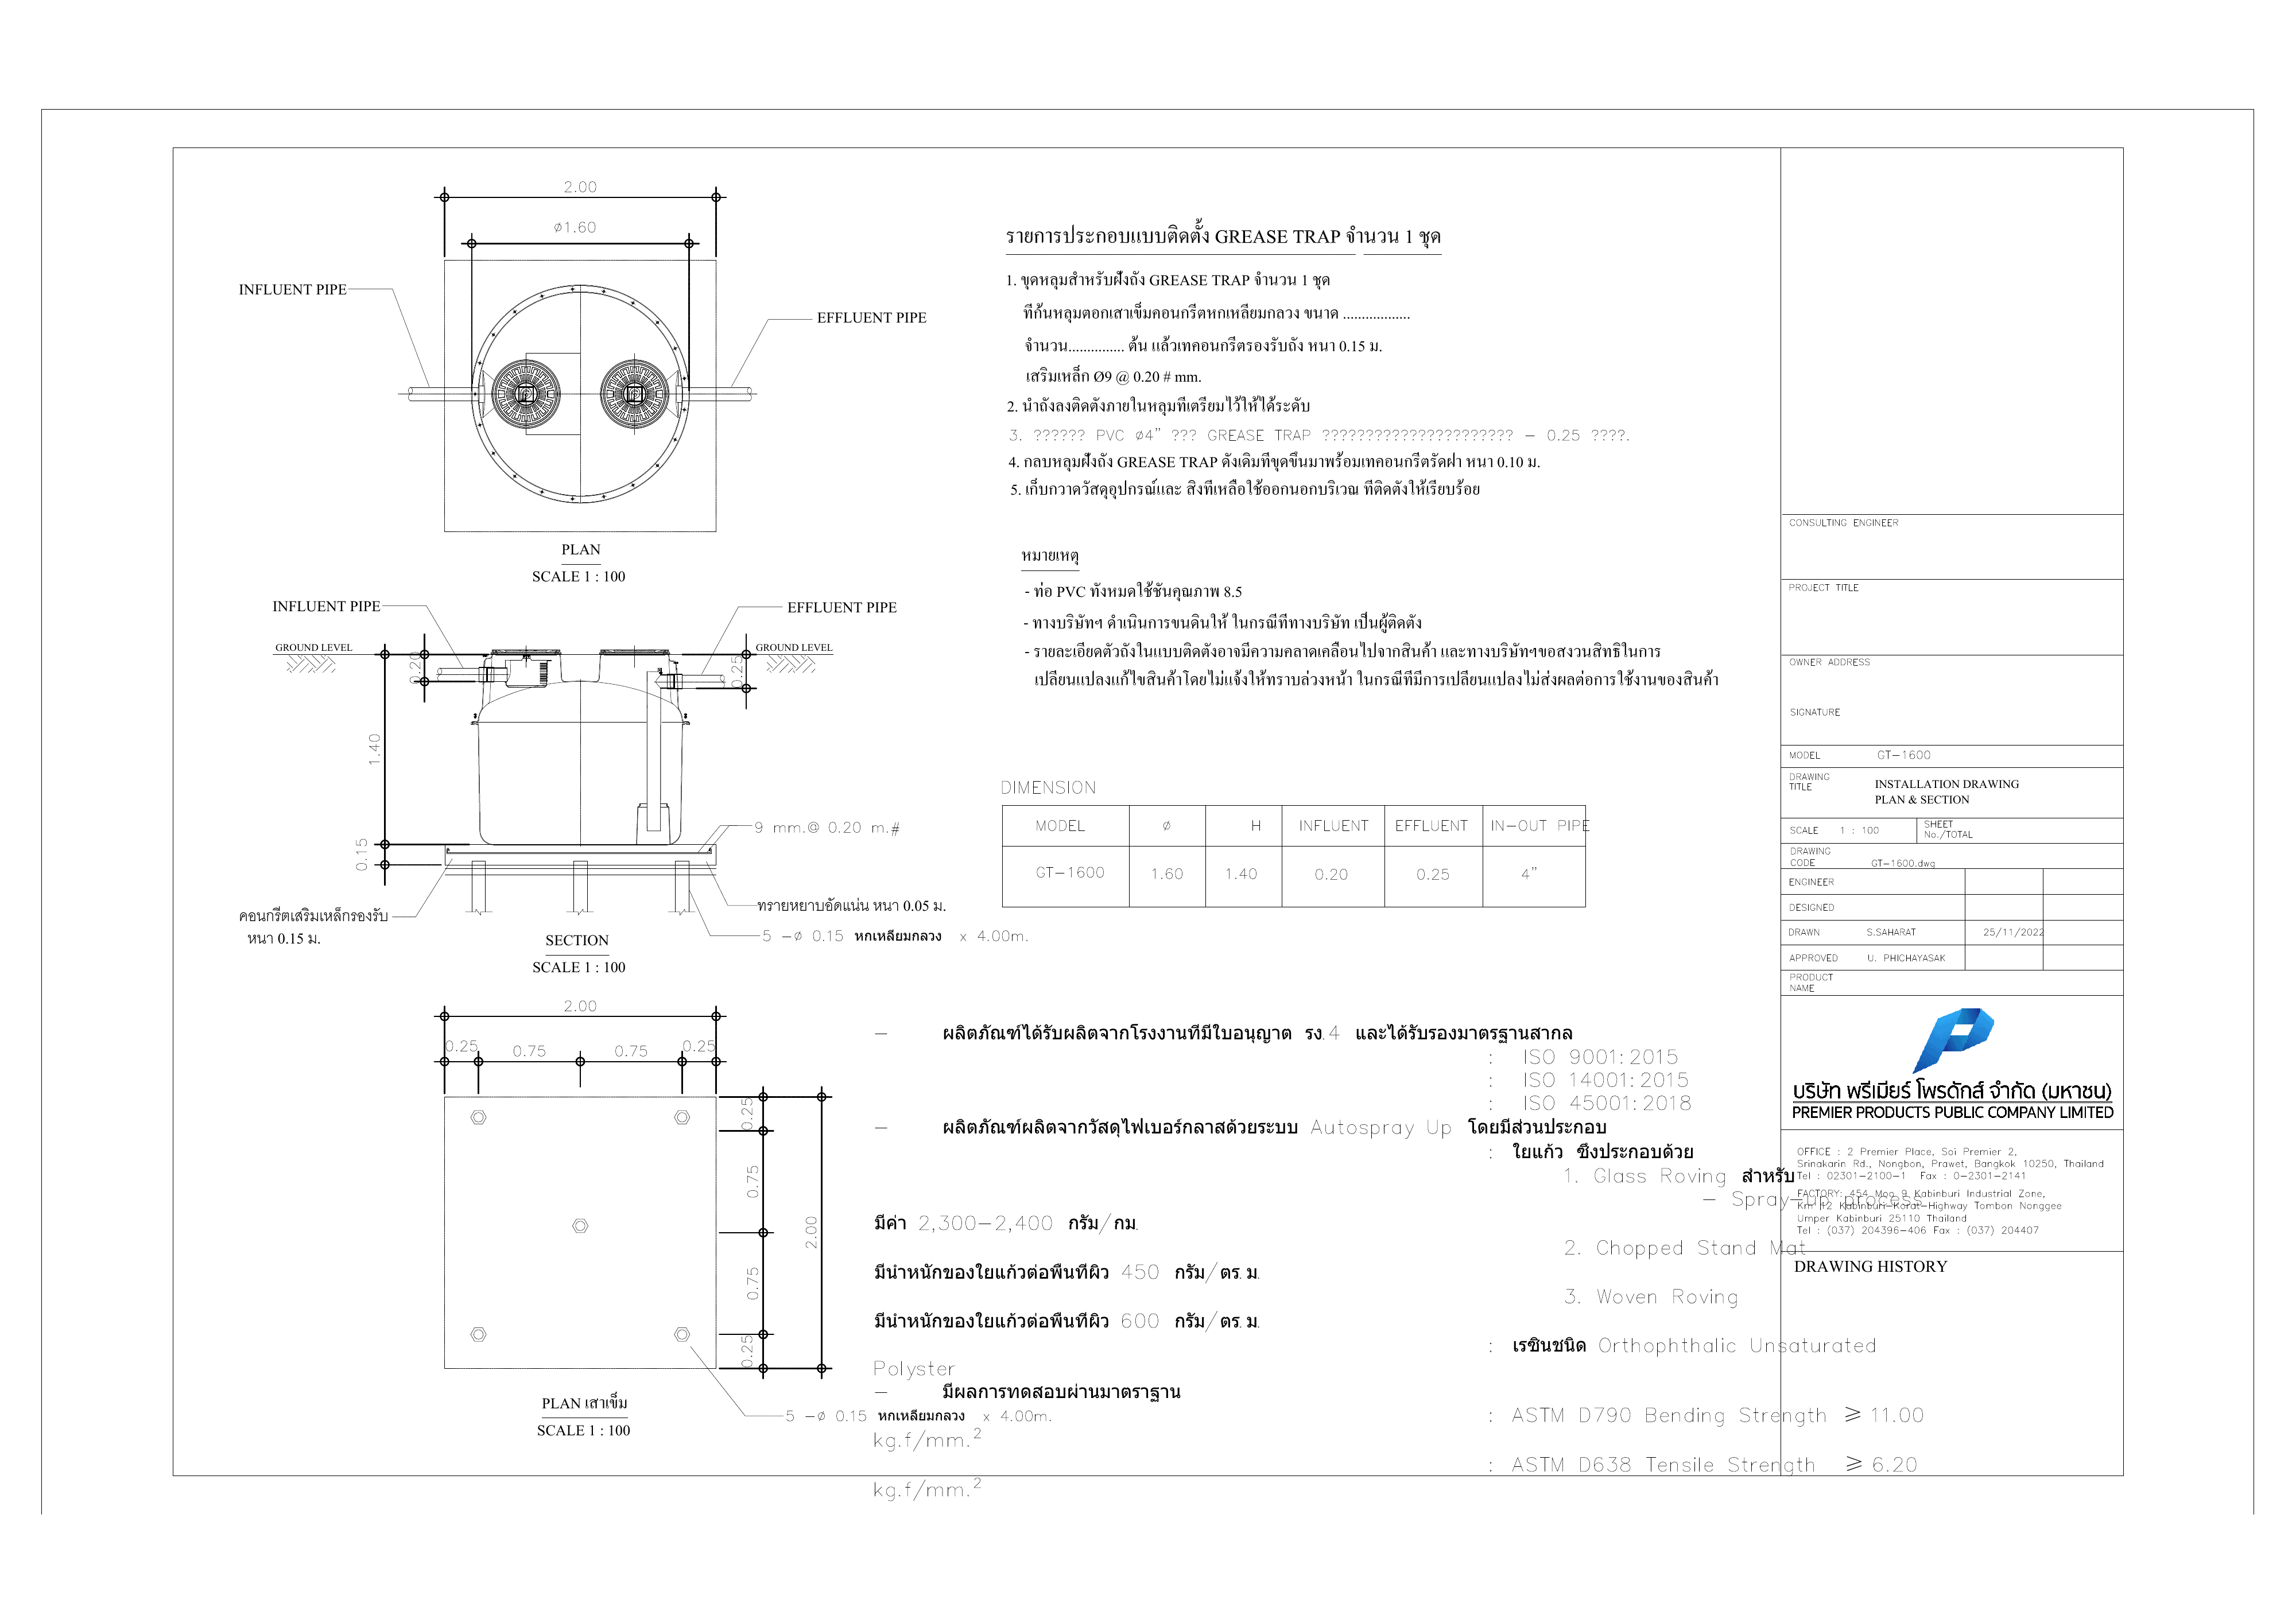 2.00
Ø1.60
INFLUENT PIPE
EFFLUENT PIPE
PLAN
SCALE 1 : 100
INFLUENT PIPE
EFFLUENT PIPE
GROUND LEVEL
GROUND LEVEL
0.20
0.25
1.40
0.15
9 mm.@ 0.20 m.#
คอนกรีตเสริมเหล็กรองรับ
หนา 0.15 ม.
ทรายหยาบอัดแน่น หนา 0.05 ม.
5 -Ø 0.15 หกเหลียมกลวง x 4.00m.
SECTION
SCALE 1 : 100
2.00
0.25 0.75 0.75 0.25
0.25
0.75
2.00
0.75
0.25
PLAN เสาเข็ม
SCALE 1 : 100
5 -Ø 0.15 หกเหลียมกลวง x 4.00m.
รายการประกอบแบบติดตั้ง GREASE TRAP จำนวน 1 ชุด
1. ขุดหลุมสำหรับฝังถัง GREASE TRAP จำนวน 1 ชุด
ทีก้นหลุมตอกเสาเข็มคอนกรีตหกเหลียมกลวง ขนาด ..................
จำนวน............... ต้น แล้วเทคอนกรีตรองรับถัง หนา 0.15 ม.
เสริมเหล็ก Ø9 @ 0.20 # mm.
2. นำถังลงติดตังภายในหลุมทีเตรียมไว้ให้ได้ระดับ
3. ?????? PVC Ø4" ??? GREASE TRAP ?????????????????????? - 0.25 ????.
4. กลบหลุมฝังถัง GREASE TRAP ดังเดิมทีขุดขึนมาพร้อมเทคอนกรีตรัดฝา หนา 0.10 ม.
5. เก็บกวาดวัสดุอุปกรณ์และ สิงทีเหลือใช้ออกนอกบริเวณ ทีติดตังให้เรียบร้อย
หมายเหตุ
- ท่อ PVC ทังหมดใช้ชันคุณภาพ 8.5
- ทางบริษัทฯ ดำเนินการขนดินให้ ในกรณีทีทางบริษัท เป็นผู้ติดตัง
- รายละเอียดตัวถังในแบบติดตังอาจมีความคลาดเคลือนไปจากสินค้า และทางบริษัทฯขอสงวนสิทธิในการ
เปลียนแปลงแก้ไขสินค้าโดยไม่แจ้งให้ทราบล่วงหน้า ในกรณีทีมีการเปลียนแปลงไม่ส่งผลต่อการใช้งานของสินค้า
DIMENSION
MODEL Ø H INFLUENT EFFLUENT IN-OUT PIPE
GT-1600 1.60 1.40 0.20 0.25 4"
- ผลิตภัณฑ์ได้รับผลิตจากโรงงานทีมีใบอนุญาต รง.4 และได้รับรองมาตรฐานสากล
: ISO 9001:2015
: ISO 14001:2015
: ISO 45001:2018
- ผลิตภัณฑ์ผลิตจากวัสดุไฟเบอร์กลาสด้วยระบบ Autospray Up โดยมีส่วนประกอบ
: ใยแก้ว ซึงประกอบด้วย
1. Glass Roving สำหรับ
- Spray-up process
มีค่า 2,300-2,400 กรัม/กม.
2. Chopped Stand Mat
มีนำหนักของใยแก้วต่อพืนทีผิว 450 กรัม/ตร.ม.
3. Woven Roving
มีนำหนักของใยแก้วต่อพืนทีผิว 600 กรัม/ตร.ม.
: เรซินชนิด Orthophthalic Unsaturated
Polyster
- มีผลการทดสอบผ่านมาตราฐาน
: ASTM D790 Bending Strength ≥ 11.00
kg.f/mm.²
: ASTM D638 Tensile Strength ≥ 6.20
kg.f/mm.²
CONSULTING ENGINEER
PROJECT TITLE
OWNER ADDRESS
SIGNATURE
MODEL GT-1600
DRAWING TITLE INSTALLATION DRAWING
PLAN & SECTION
SCALE 1 : 100 SHEET No./TOTAL
DRAWING CODE GT-1600.dwg
ENGINEER
DESIGNED
DRAWN S.SAHARAT 25/11/2022
APPROVED U. PHICHAYASAK
PRODUCT NAME
บริษัท พรีเมียร์ โพรดักส์ จำกัด (มหาชน)
PREMIER PRODUCTS PUBLIC COMPANY LIMITED
OFFICE : 2 Premier Place, Soi Premier 2,
Srinakarin Rd., Nongbon, Prawet, Bangkok 10250, Thailand
Tel : 02301-2100-1 Fax : 0-2301-2141
FACTORY: 454 Moo 9 Kabinburi Industrial Zone,
Km 12 Kabinburi-Korat-Highway Tombon Nonggee
Umper Kabinburi 25110 Thailand
Tel : (037) 204396-406 Fax : (037) 204407
DRAWING HISTORY